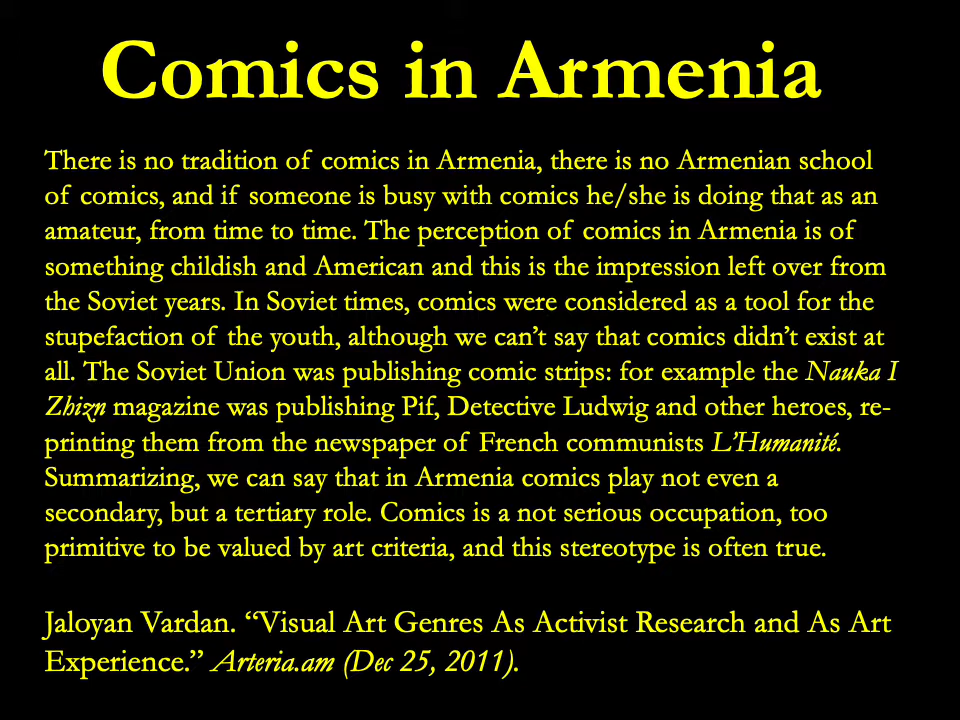 Comics in Armenia
There is no tradition of comics in Armenia, there is no Armenian school
of comics, and if someone is busy with comics he/she is doing that as an
amateur, from time to time. The perception of comics in Armenia is of
something childish and American and this is the impression left over from
the Soviet years. In Soviet times, comics were considered as a tool for the
stupefaction of the youth, although we can’t say that comics didn’t exist at
all. The Soviet Union was publishing comic strips: for example the Nauka I
Zhizn magazine was publishing Pif, Detective Ludwig and other heroes, re-
printing them from the newspaper of French communists L’Humanité.
Summarizing, we can say that in Armenia comics play not even a
secondary, but a tertiary role. Comics is a not serious occupation, too
primitive to be valued by art criteria, and this stereotype is often true.
Jaloyan Vardan. “Visual Art Genres As Activist Research and As Art
Experience.” Arteria.am (Dec 25, 2011).